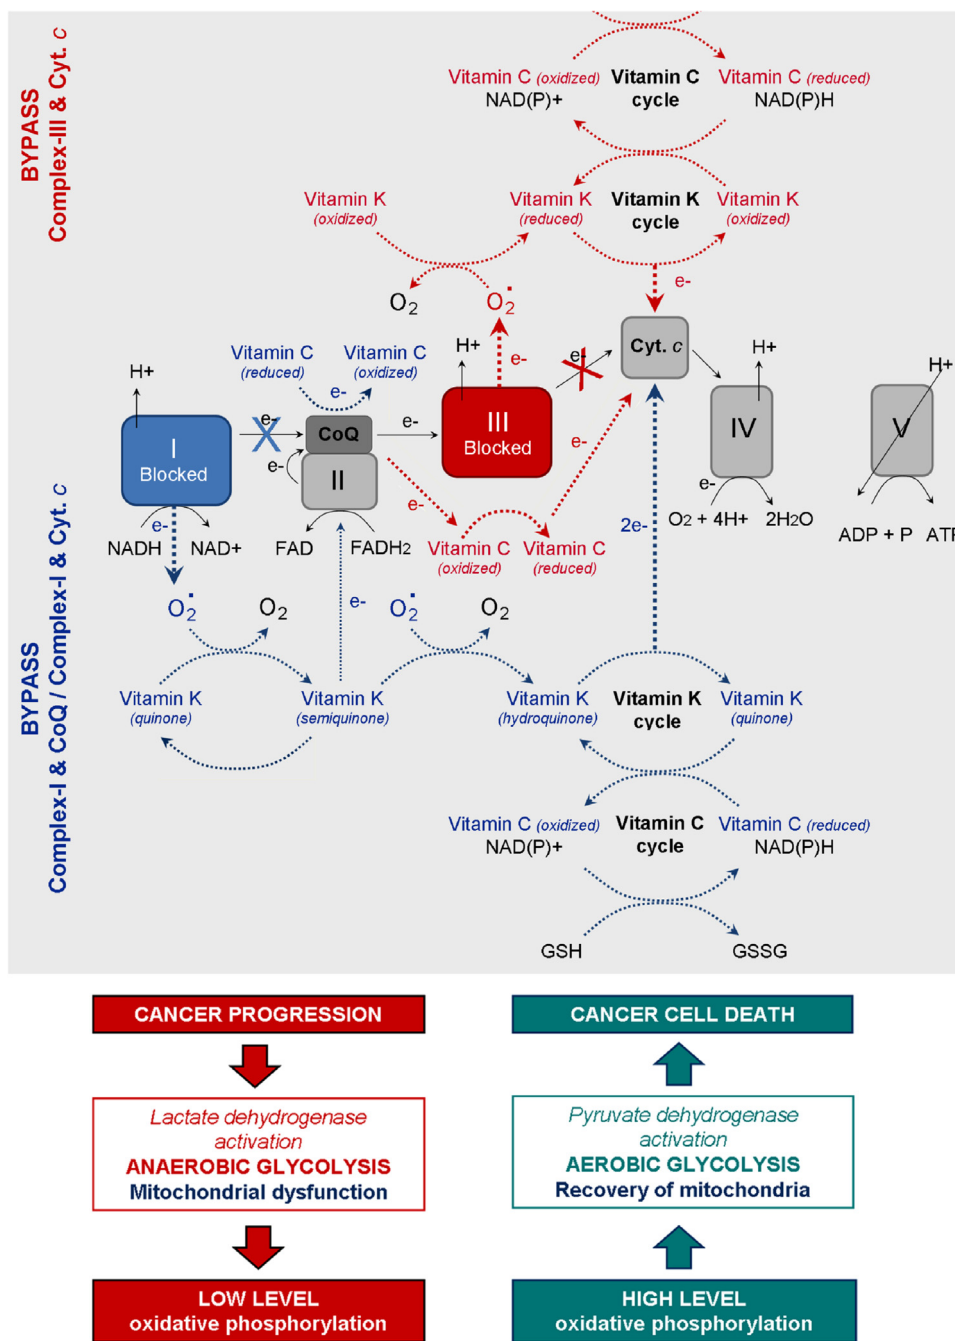 BYPASS
Complex-III & Cyt. c
Vitamin C (oxidized)
NAD(P)+
Vitamin C
cycle
Vitamin C (reduced)
NAD(P)H
Vitamin K
(oxidized)
Vitamin K
(reduced)
Vitamin K
cycle
Vitamin K
(oxidized)
O2
O2•
e-
e-
H+
Vitamin C
(reduced)
Vitamin C
(oxidized)
e-
H+
e-
e-
Cyt. c
H+
H+
I
Blocked
e-
CoQ
e-
III
Blocked
IV
V
e-
II
e-
e-
e-
NADH
NAD+
FAD
FADH2
e-
Vitamin C
(oxidized)
Vitamin C
(reduced)
2e-
O2 + 4H+
2H2O
ADP + P
ATP
BYPASS
Complex-I & CoQ / Complex-I & Cyt. c
O2•
O2
e-
O2•
O2
Vitamin K
(quinone)
Vitamin K
(semiquinone)
Vitamin K
(hydroquinone)
Vitamin K
cycle
Vitamin K
(quinone)
Vitamin C (oxidized)
NAD(P)+
Vitamin C
cycle
Vitamin C (reduced)
NAD(P)H
GSH
GSSG
CANCER PROGRESSION
Lactate dehydrogenase
activation
ANAEROBIC GLYCOLYSIS
Mitochondrial dysfunction
LOW LEVEL
oxidative phosphorylation
CANCER CELL DEATH
Pyruvate dehydrogenase
activation
AEROBIC GLYCOLYSIS
Recovery of mitochondria
HIGH LEVEL
oxidative phosphorylation